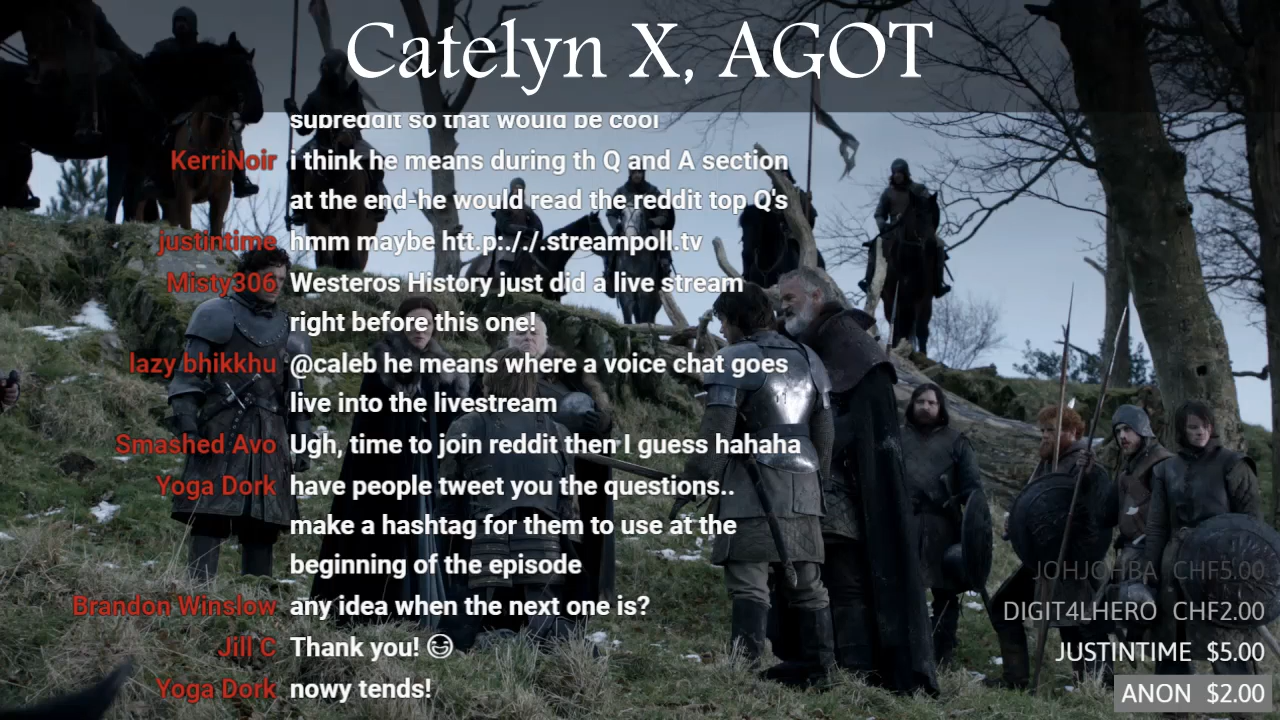 Catelyn X, AGOT
subreddit so that would be cool
KerriNoir i think he means during th Q and A section
at the end-he would read the reddit top Q's
justintime hmm maybe htt.p:././.streampoll.tv
Misty306 Westeros History just did a live stream
right before this one!
lazy bhikkhu @caleb he means where a voice chat goes
live into the livestream
Smashed Avo Ugh, time to join reddit then I guess hahaha
Yoga Dork have people tweet you the questions..
make a hashtag for them to use at the
beginning of the episode
Brandon Winslow any idea when the next one is?
Jill C Thank you! 😄
Yoga Dork nowy tends!
JOHJOHBA CHF5.00
DIGIT4LHERO CHF2.00
JUSTINTIME $5.00
ANON $2.00